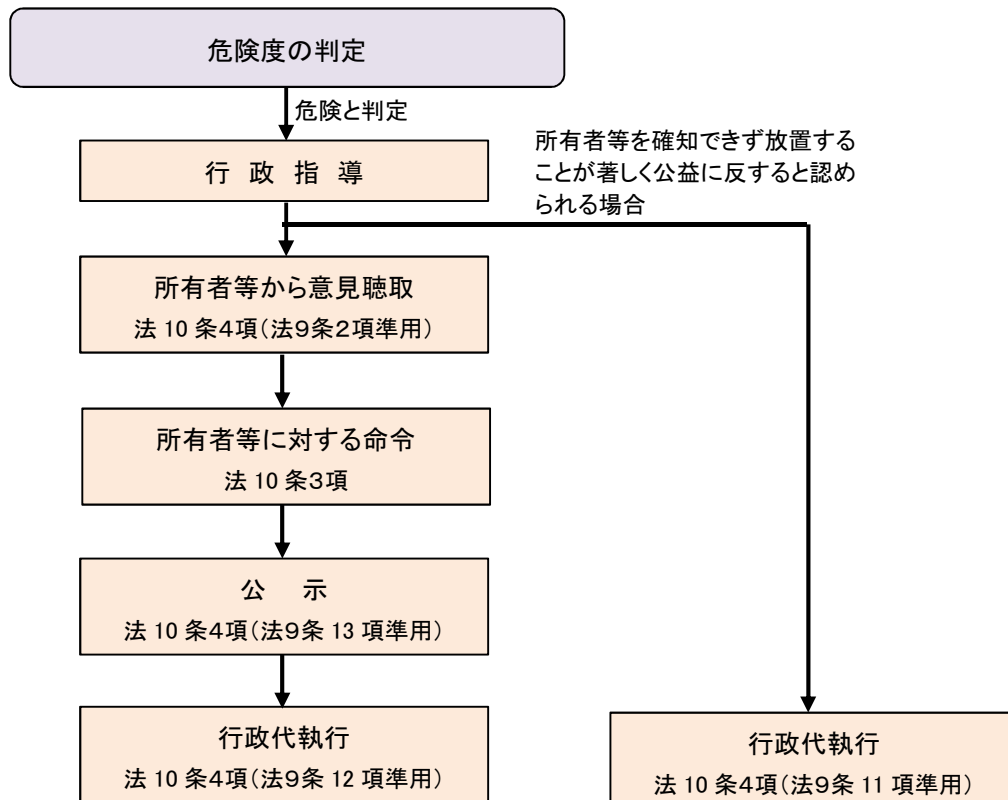 危険度の判定
危険と判定
行 政 指 導
所有者等を確知できず放置する
ことが著しく公益に反すると認め
られる場合
所有者等から意見聴取
法 10 条4項(法9条2項準用)
所有者等に対する命令
法 10 条3項
公 示
法 10 条4項(法9条 13 項準用)
行政代執行
法 10 条4項(法9条 12 項準用)
行政代執行
法 10 条4項(法9条 11 項準用)